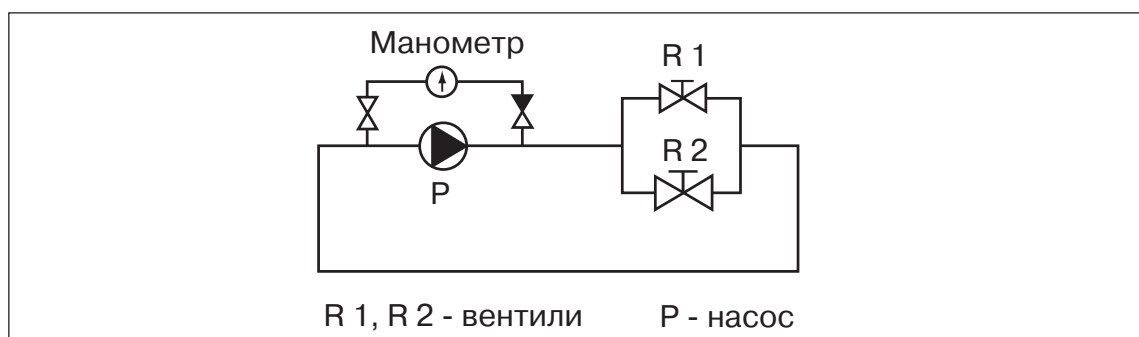 Манометр
R 1
R 2
P
R 1, R 2 - вентили
P - насос